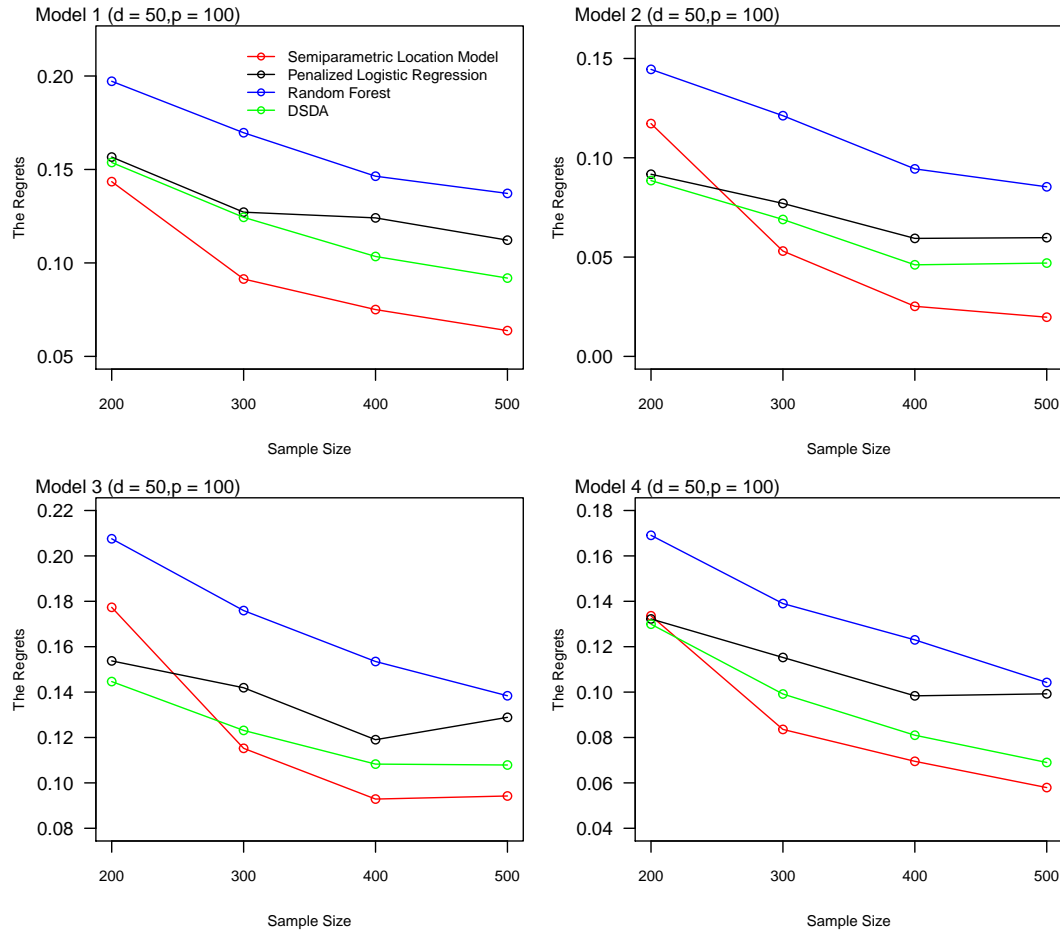 Model 1 (d = 50,p = 100)
The Regrets
0.20
0.15
0.10
0.05
Semiparametric Location Model
Penalized Logistic Regression
Random Forest
DSDA
200 300 400 500
Sample Size
Model 2 (d = 50,p = 100)
The Regrets
0.15
0.10
0.05
0.00
200 300 400 500
Sample Size
Model 3 (d = 50,p = 100)
The Regrets
0.22
0.20
0.18
0.16
0.14
0.12
0.10
0.08
200 300 400 500
Sample Size
Model 4 (d = 50,p = 100)
The Regrets
0.18
0.16
0.14
0.12
0.10
0.08
0.06
0.04
200 300 400 500
Sample Size